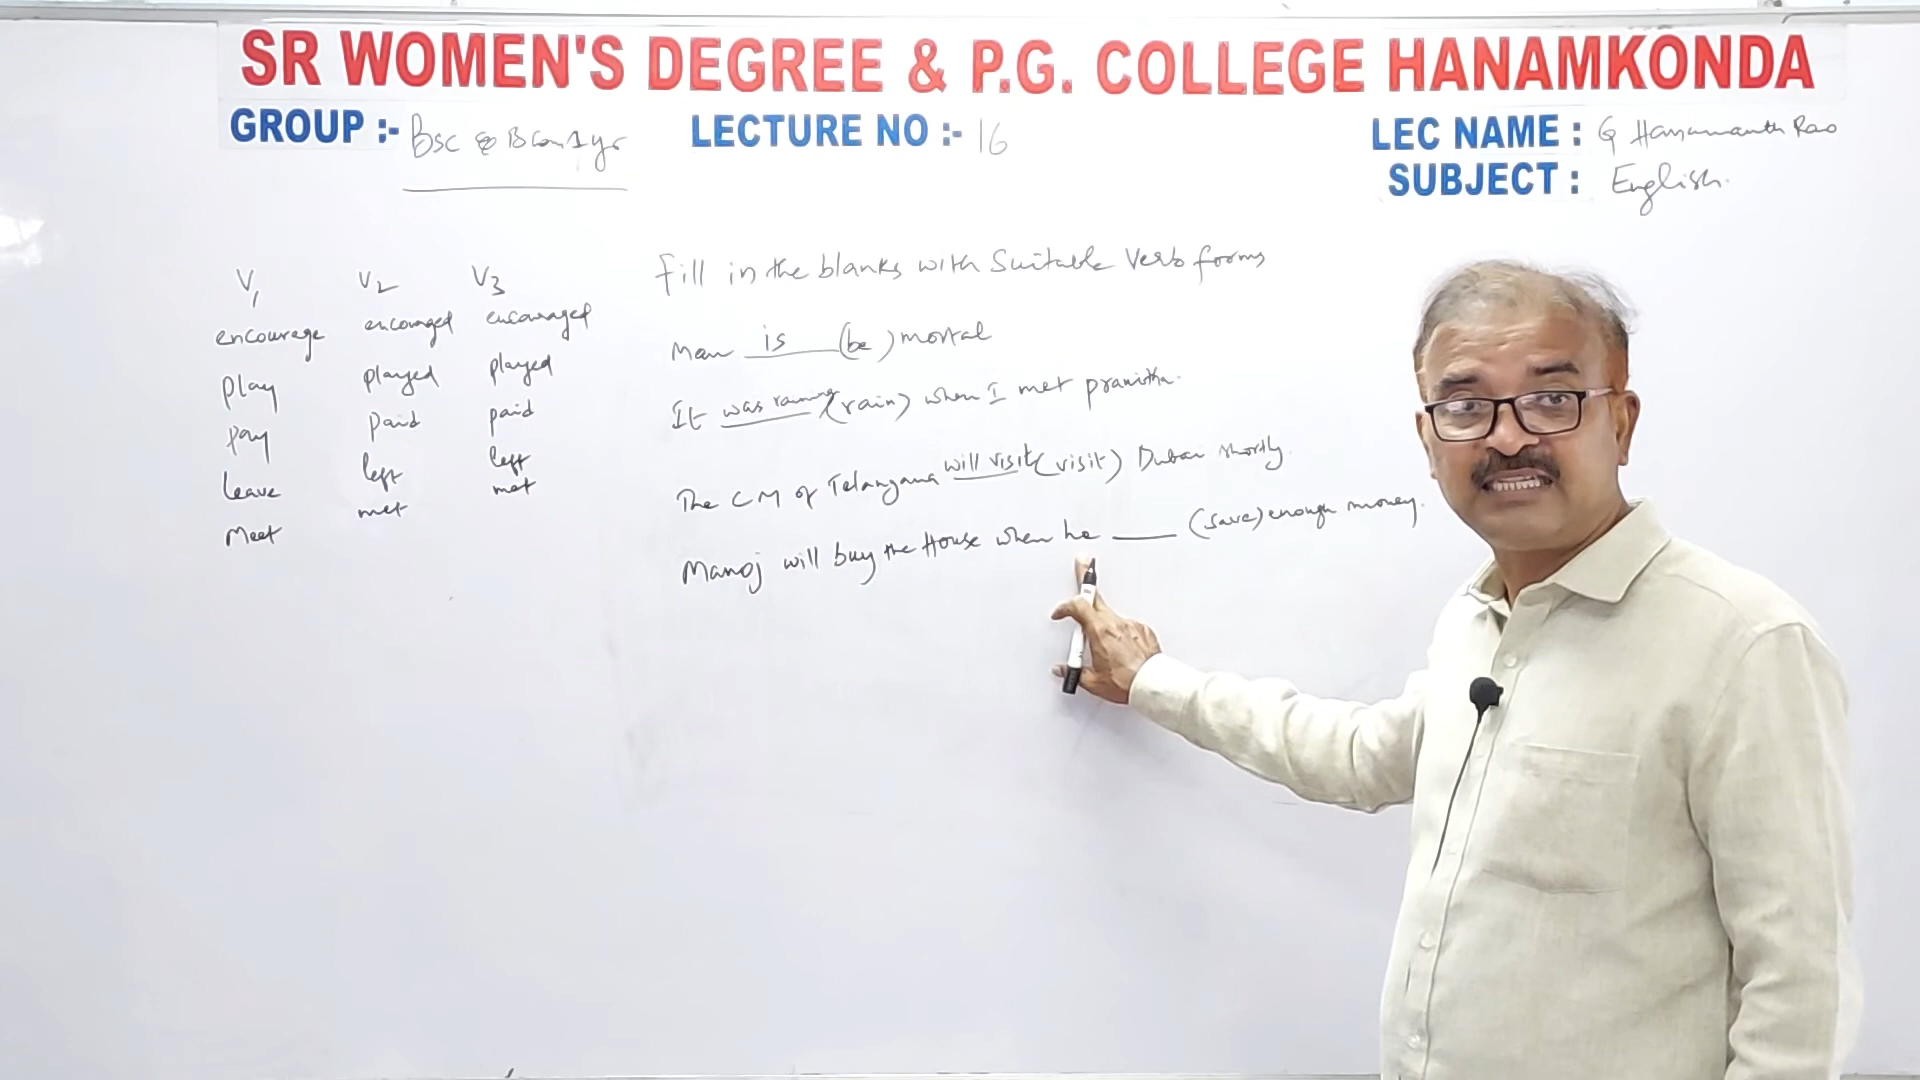 SR WOMEN'S DEGREE & P.G. COLLEGE HANAMKONDA
GROUP :- Bsc & Bcom 1 yr
LECTURE NO :- 16
LEC NAME : G Hanumanth Rao
SUBJECT : English.
V1 V2 V3
encourage encouraged encouraged
Play played played
Pay paid paid
Leave left left
Meet met met
Fill in the blanks with Suitable Verb forms
Man is (be) mortal
It was raining (rain) when I met pranitha.
The CM of Telangana will visit (visit) Dubai shortly.
Manoj will buy the House when he ____ (save) enough money.